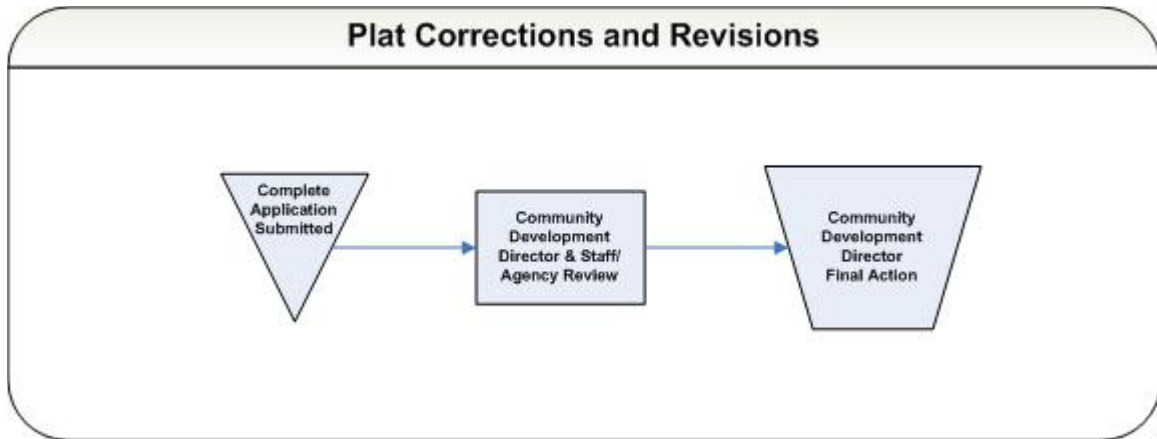 Plat Corrections and Revisions
Complete
Application
Submitted
Community
Development
Director & Staff/
Agency Review
Community
Development
Director
Final Action